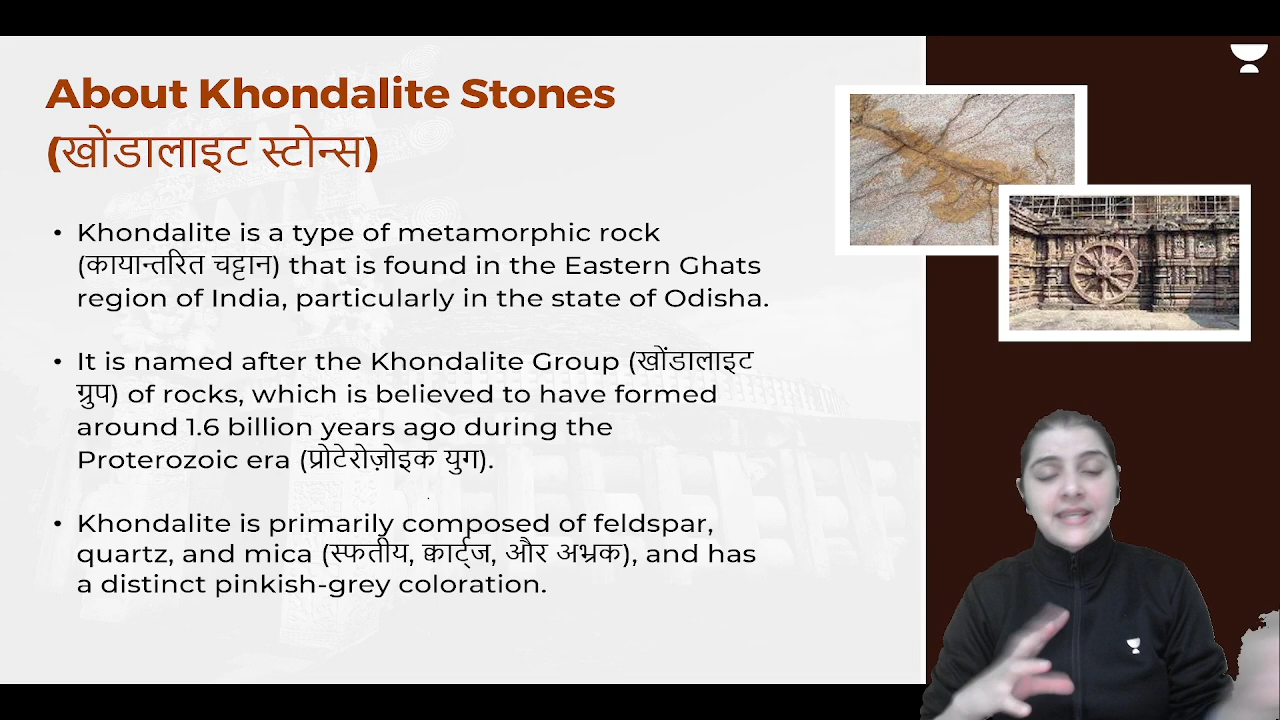 About Khondalite Stones
(खोंडालाइट स्टोन्स)
• Khondalite is a type of metamorphic rock
(कायान्तरित चट्टान) that is found in the Eastern Ghats
region of India, particularly in the state of Odisha.
• It is named after the Khondalite Group (खोंडालाइट
ग्रुप) of rocks, which is believed to have formed
around 1.6 billion years ago during the
Proterozoic era (प्रोटेरोज़ोइक युग).
• Khondalite is primarily composed of feldspar,
quartz, and mica (स्फतीय, क्वार्ट्ज, और अभ्रक), and has
a distinct pinkish-grey coloration.